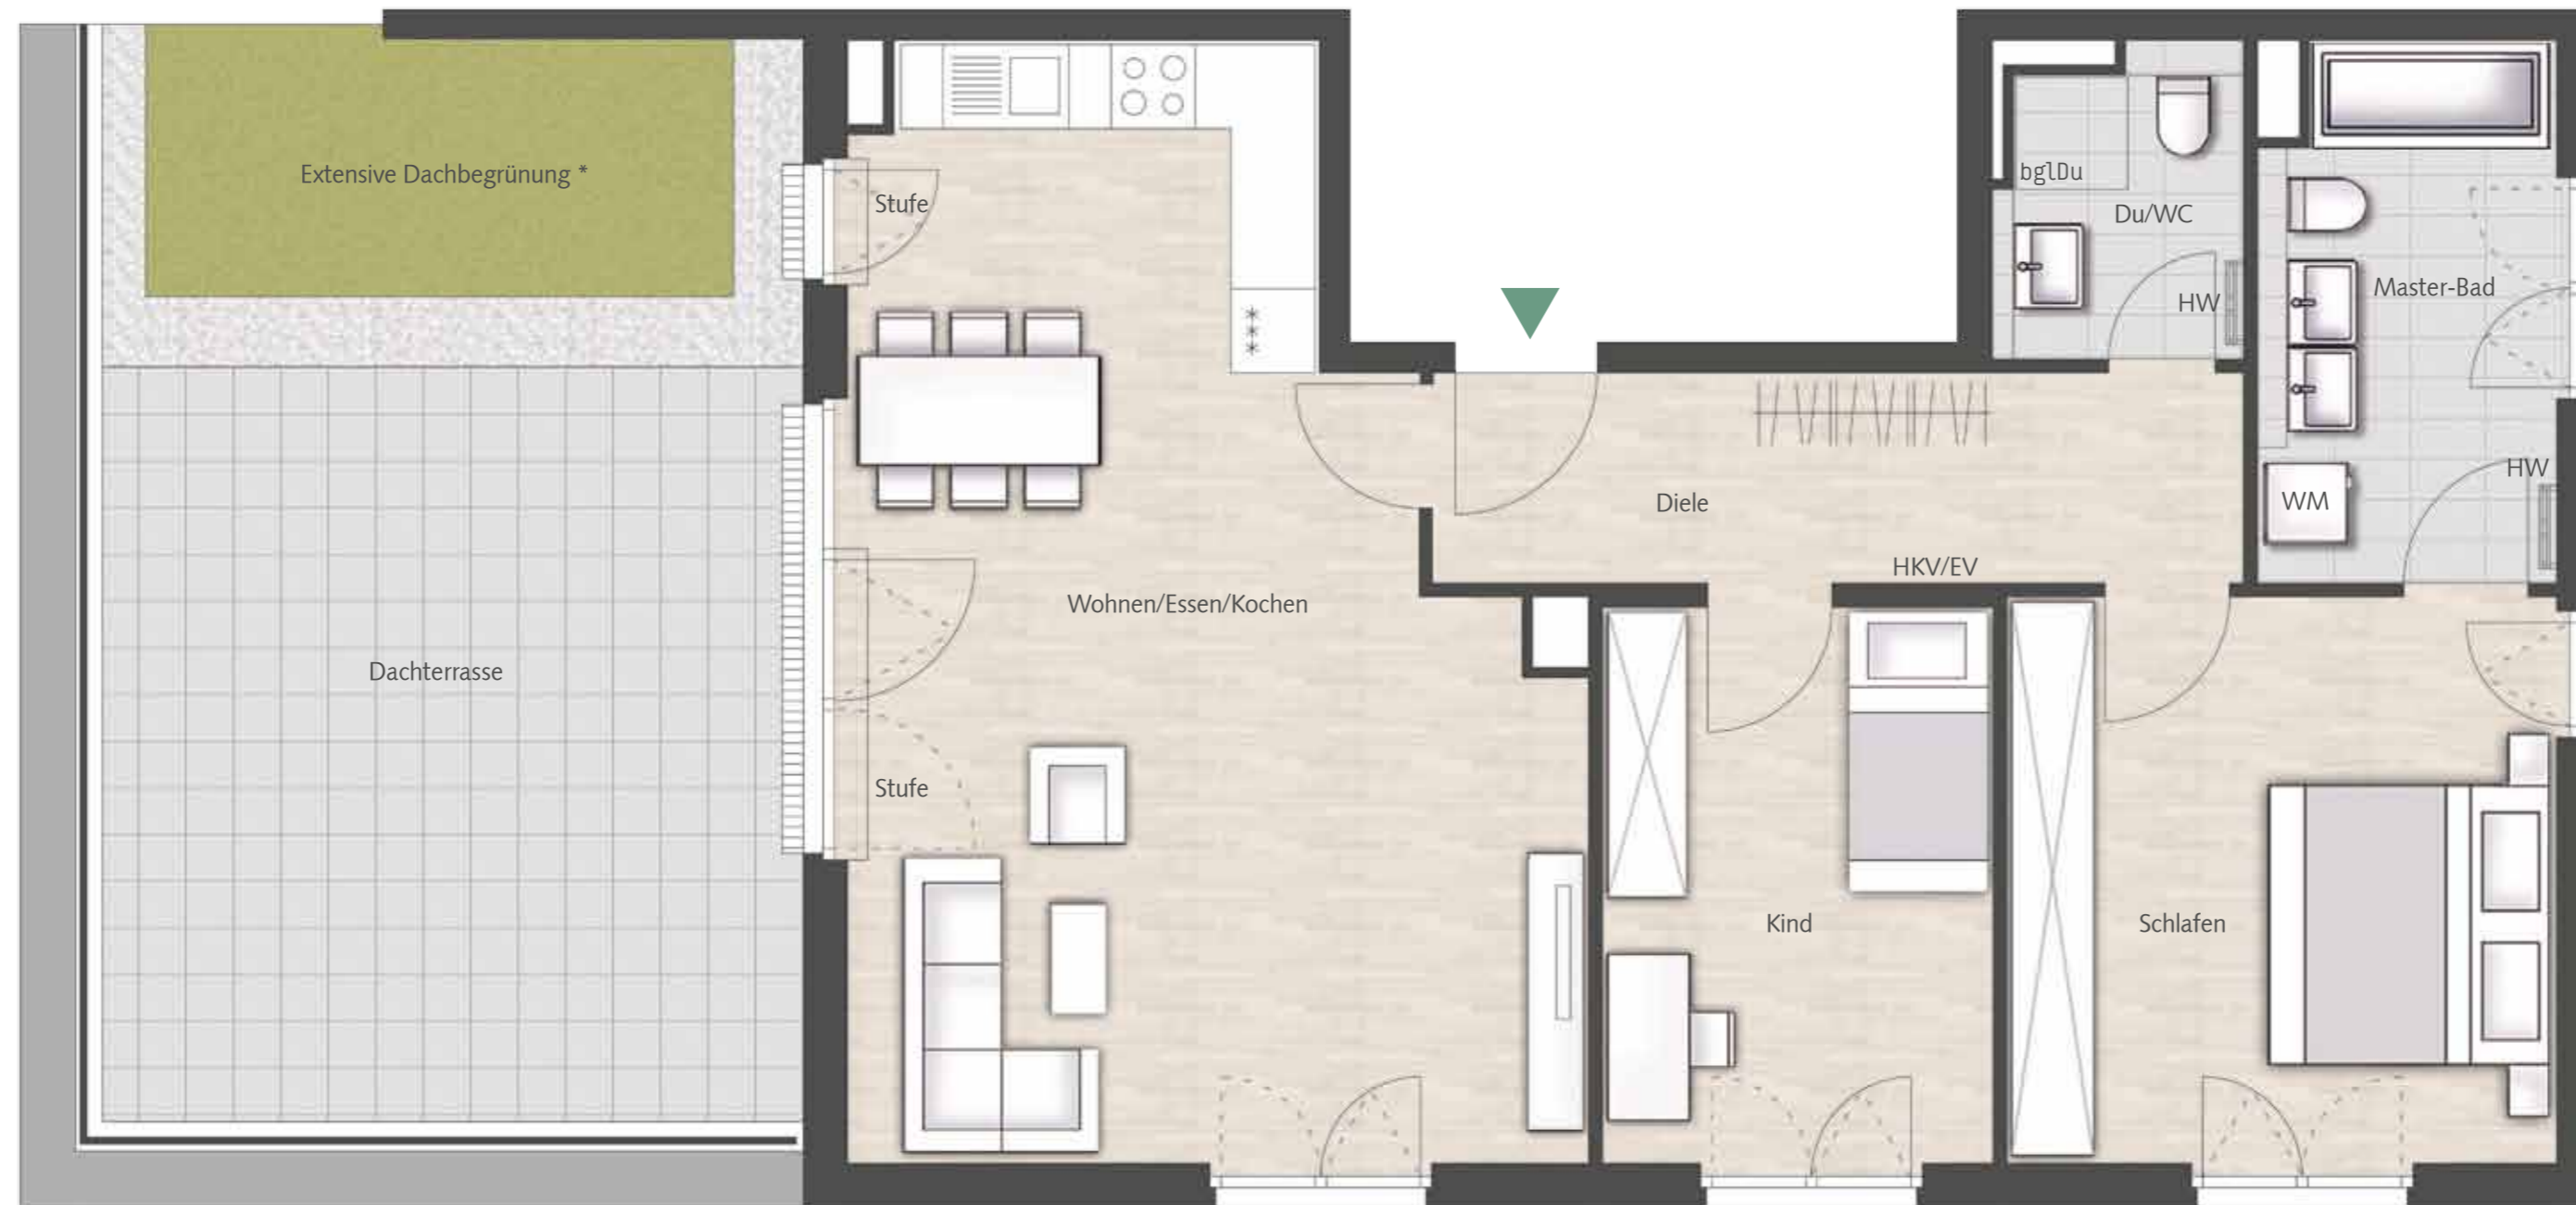 Extensive Dachbegrünung *
Stufe
bglDu
Du/WC
HW
Master-Bad
HW
WM
Diele
HKV/EV
Wohnen/Essen/Kochen
Dachterrasse
Stufe
Kind
Schlafen